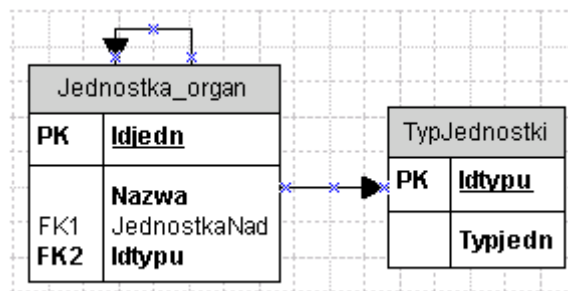 Jednostka_organ
PK Idjedn
Nazwa
FK1 JednostkaNad
FK2 Idtypu
TypJednostki
PK Idtypu
Typjedn